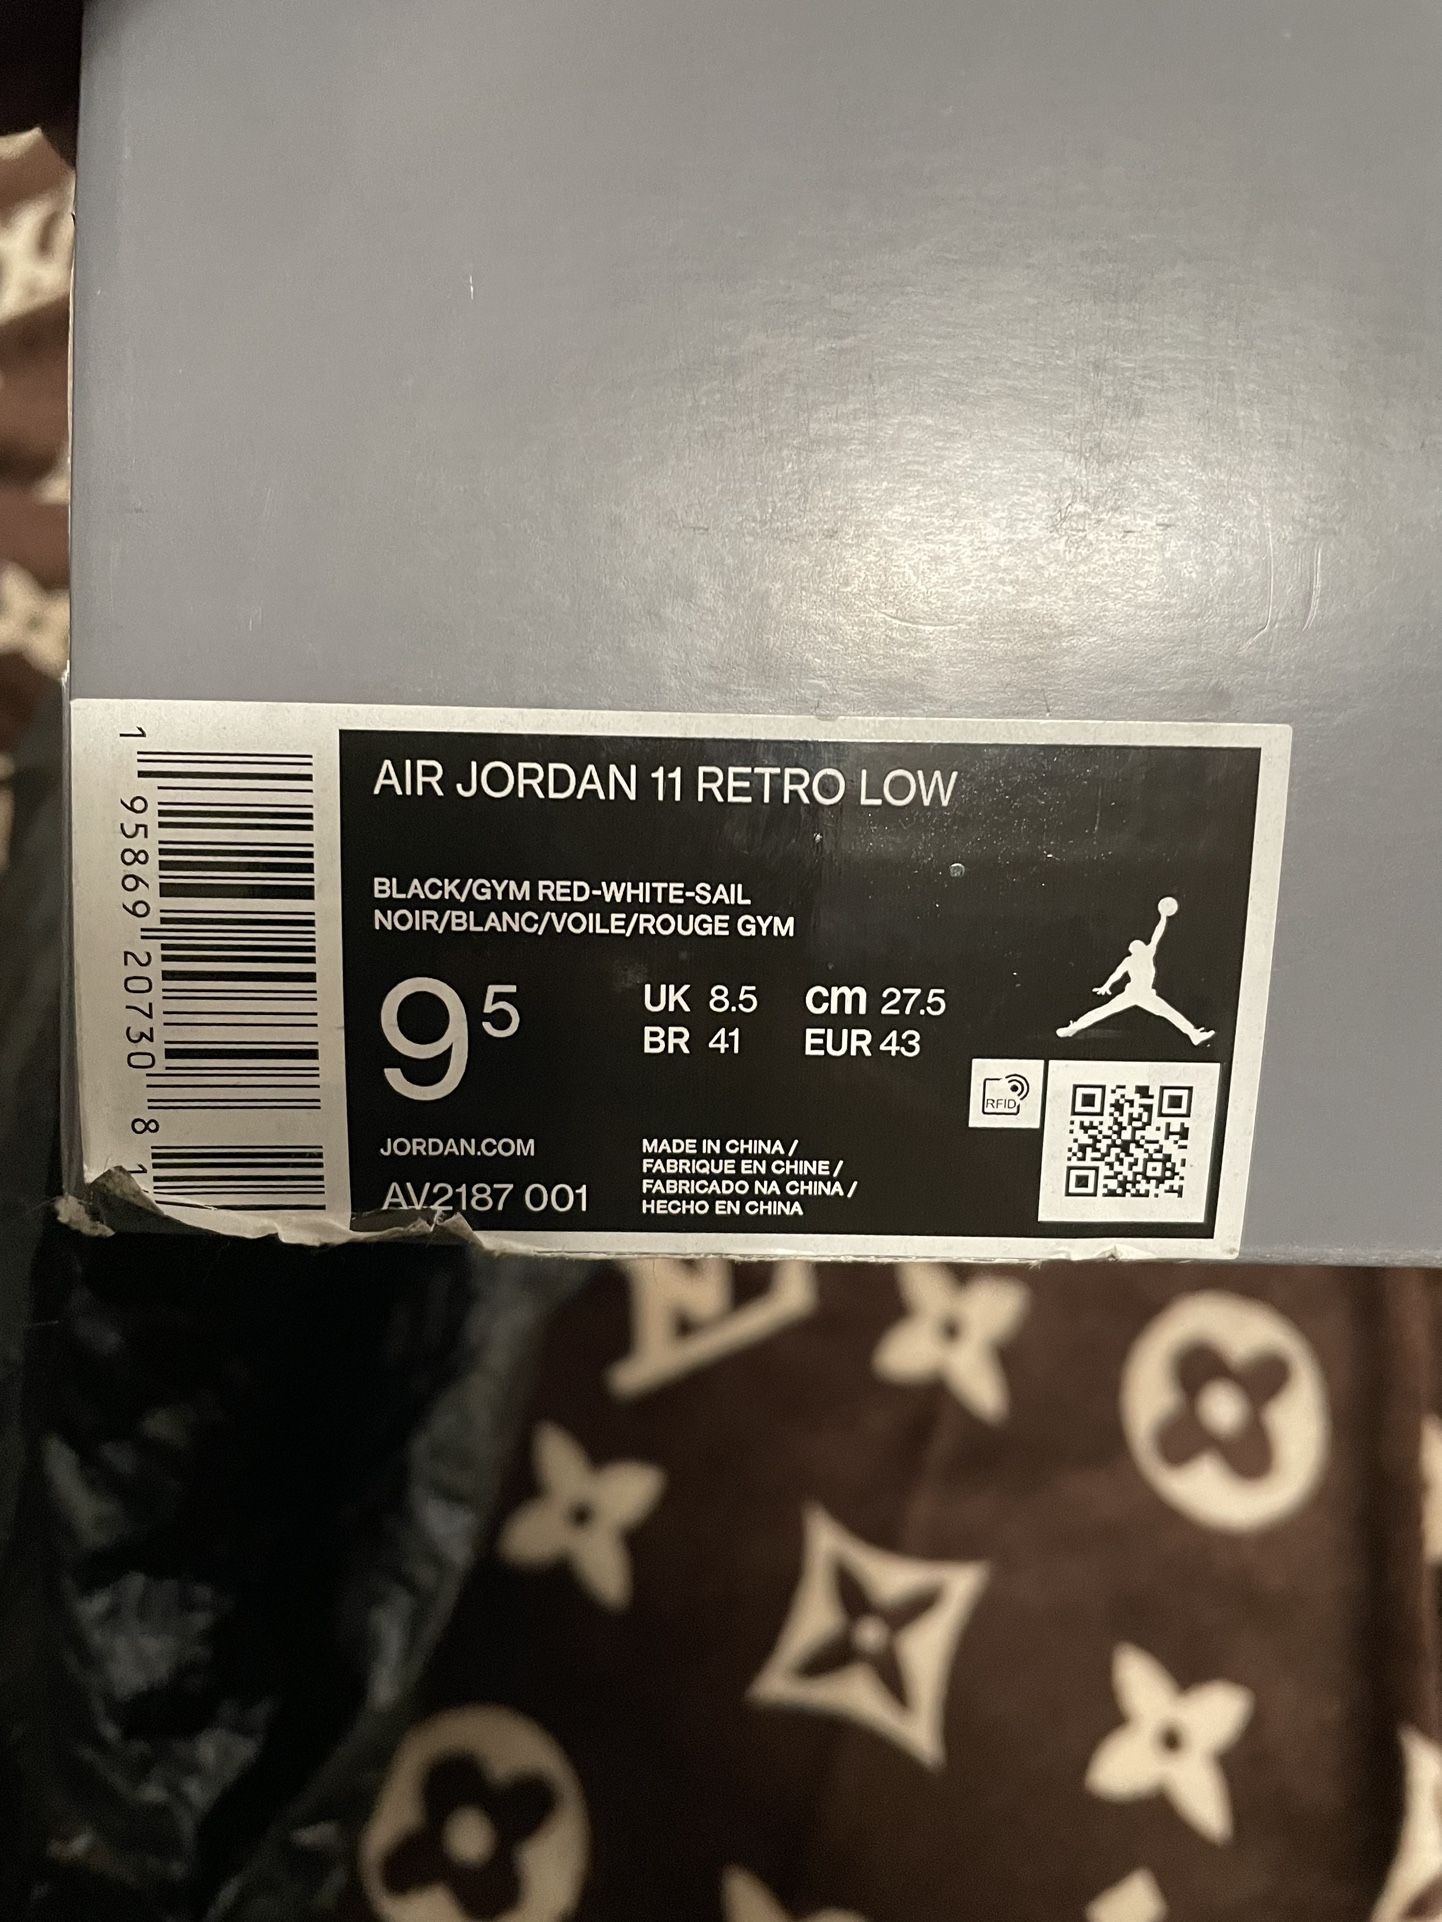 AIR JORDAN 11 RETRO LOW
BLACK/GYM RED-WHITE-SAIL
NOIR/BLANC/VOILE/ROUGE GYM
9⁵
UK 8.5 cm 27.5
BR 41 EUR 43
RFID
JORDAN.COM
AV2187 001
MADE IN CHINA /
FABRIQUE EN CHINE /
FABRICADO NA CHINA /
HECHO EN CHINA
1 95869 20730 8